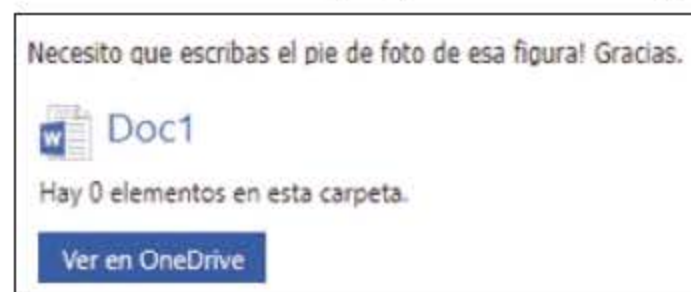 Necesito que escribas el pie de foto de esa figura! Gracias.
Doc1
Hay 0 elementos en esta carpeta.
Ver en OneDrive